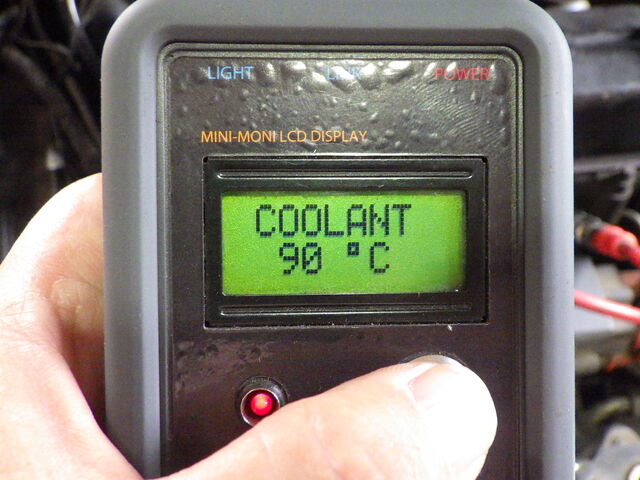 LIGHT LINK POWER
MINI-MONI LCD DISPLAY
COOLANT
90 °C